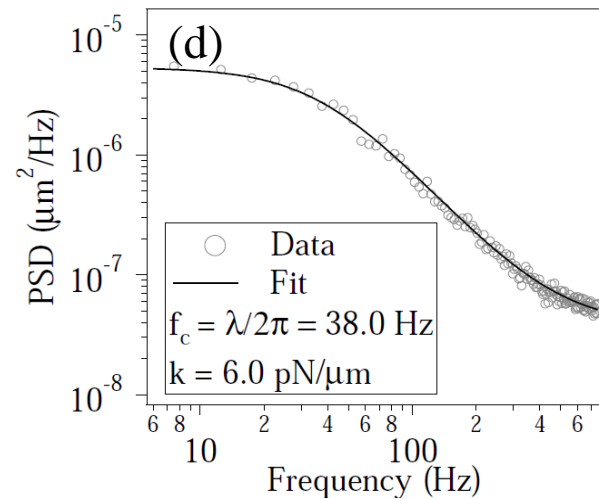 (d)
10⁻⁵
10⁻⁶
10⁻⁷
10⁻⁸
PSD (μm²/Hz)
Data
Fit
f_c = λ/2π = 38.0 Hz
k = 6.0 pN/μm
6 8 10 2 4 6 8 100 2 4 6
Frequency (Hz)